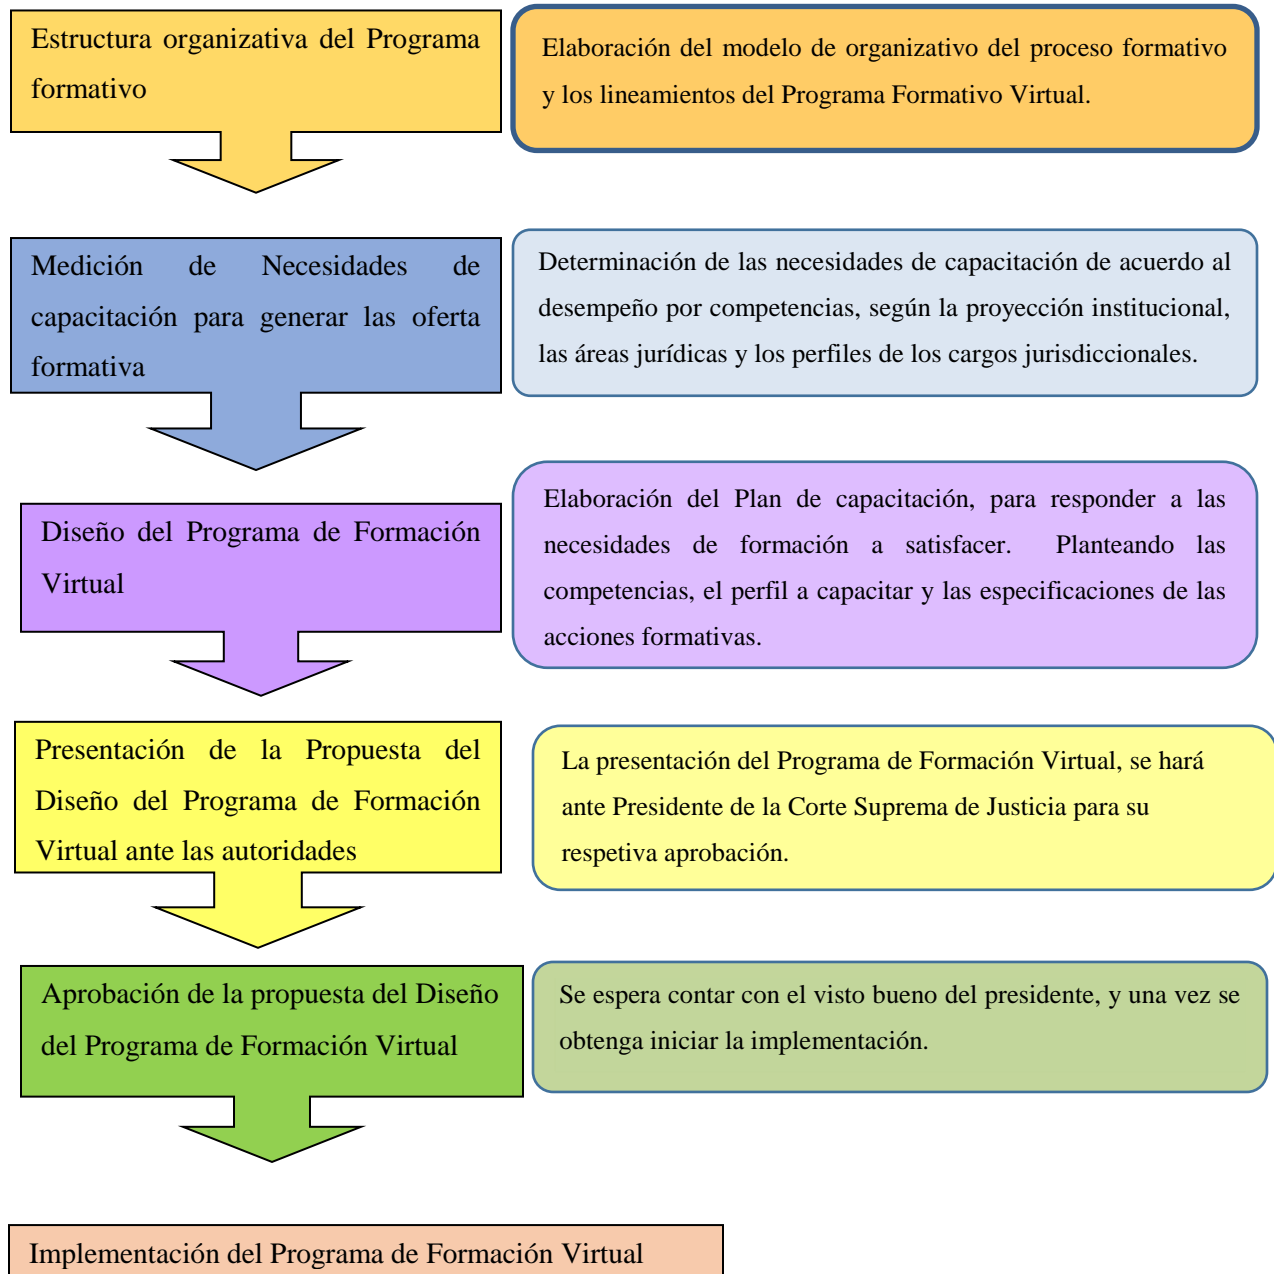 Estructura organizativa del Programa
formativo
Elaboración del modelo de organizativo del proceso formativo
y los lineamientos del Programa Formativo Virtual.
Medición de Necesidades de
capacitación para generar las oferta
formativa
Determinación de las necesidades de capacitación de acuerdo al
desempeño por competencias, según la proyección institucional,
las áreas jurídicas y los perfiles de los cargos jurisdiccionales.
Diseño del Programa de Formación
Virtual
Elaboración del Plan de capacitación, para responder a las
necesidades de formación a satisfacer. Planteando las
competencias, el perfil a capacitar y las especificaciones de las
acciones formativas.
Presentación de la Propuesta del
Diseño del Programa de Formación
Virtual ante las autoridades
La presentación del Programa de Formación Virtual, se hará
ante Presidente de la Corte Suprema de Justicia para su
respetiva aprobación.
Aprobación de la propuesta del Diseño
del Programa de Formación Virtual
Se espera contar con el visto bueno del presidente, y una vez se
obtenga iniciar la implementación.
Implementación del Programa de Formación Virtual